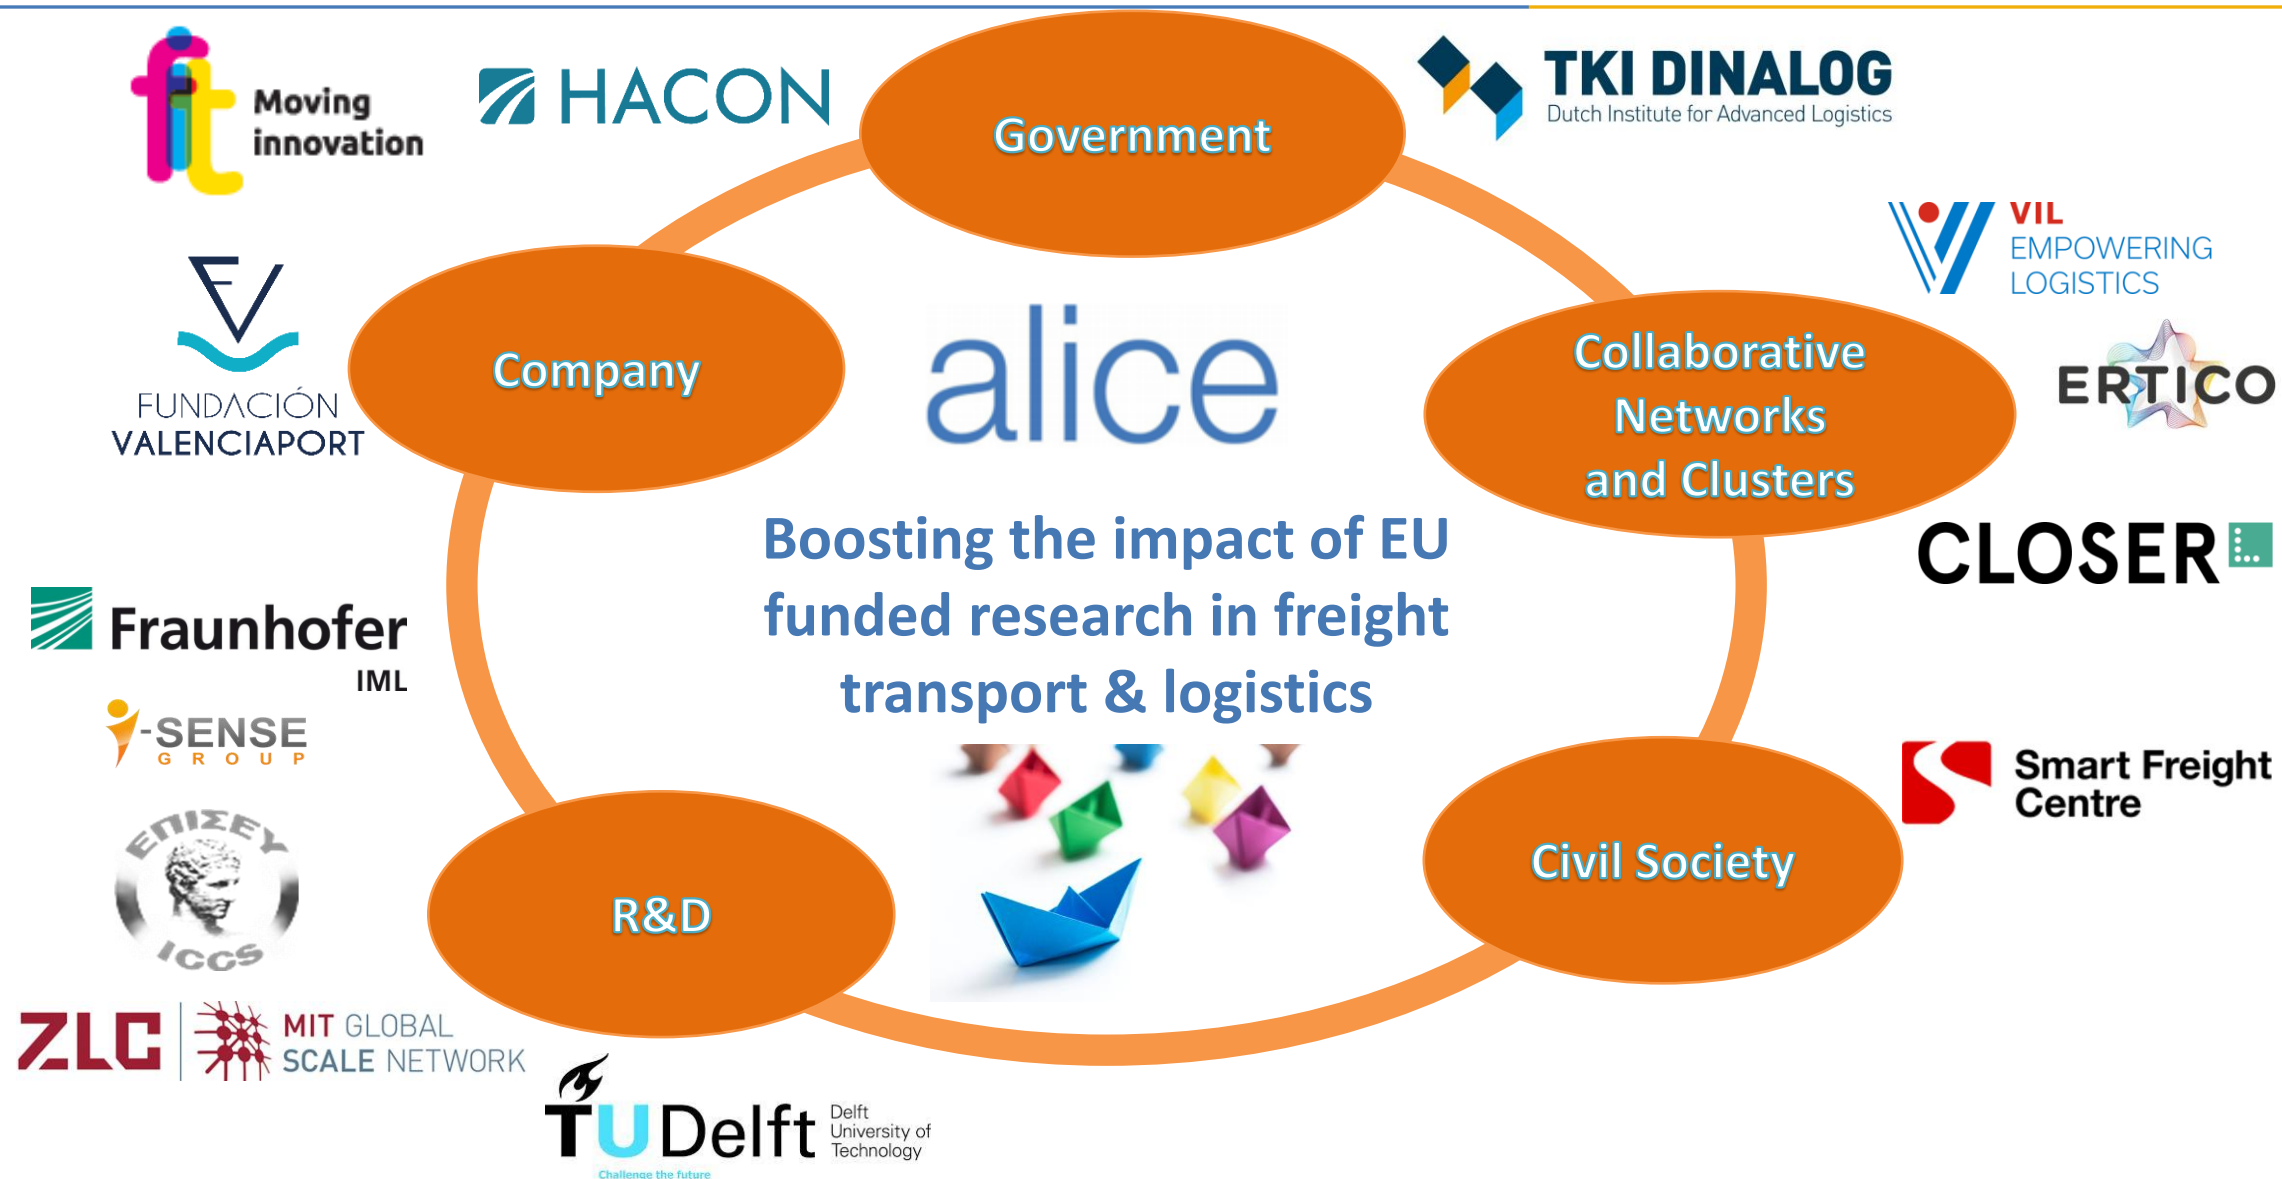 fit
Moving
innovation
HACON
Government
TKI DINALOG
Dutch Institute for Advanced Logistics
VIL
EMPOWERING
LOGISTICS
FV
FUNDACIÓN
VALENCIAPORT
Company
alice
Collaborative
Networks
and Clusters
ERTICO
CLOSER
Boosting the impact of EU
funded research in freight
transport & logistics
Fraunhofer
IML
i-SENSE
GROUP
ΕΠΙΣΕΥ
ICCS
R&D
Civil Society
Smart Freight
Centre
ZLC
MIT GLOBAL
SCALE NETWORK
TU Delft
Delft
University of
Technology
Challenge the future